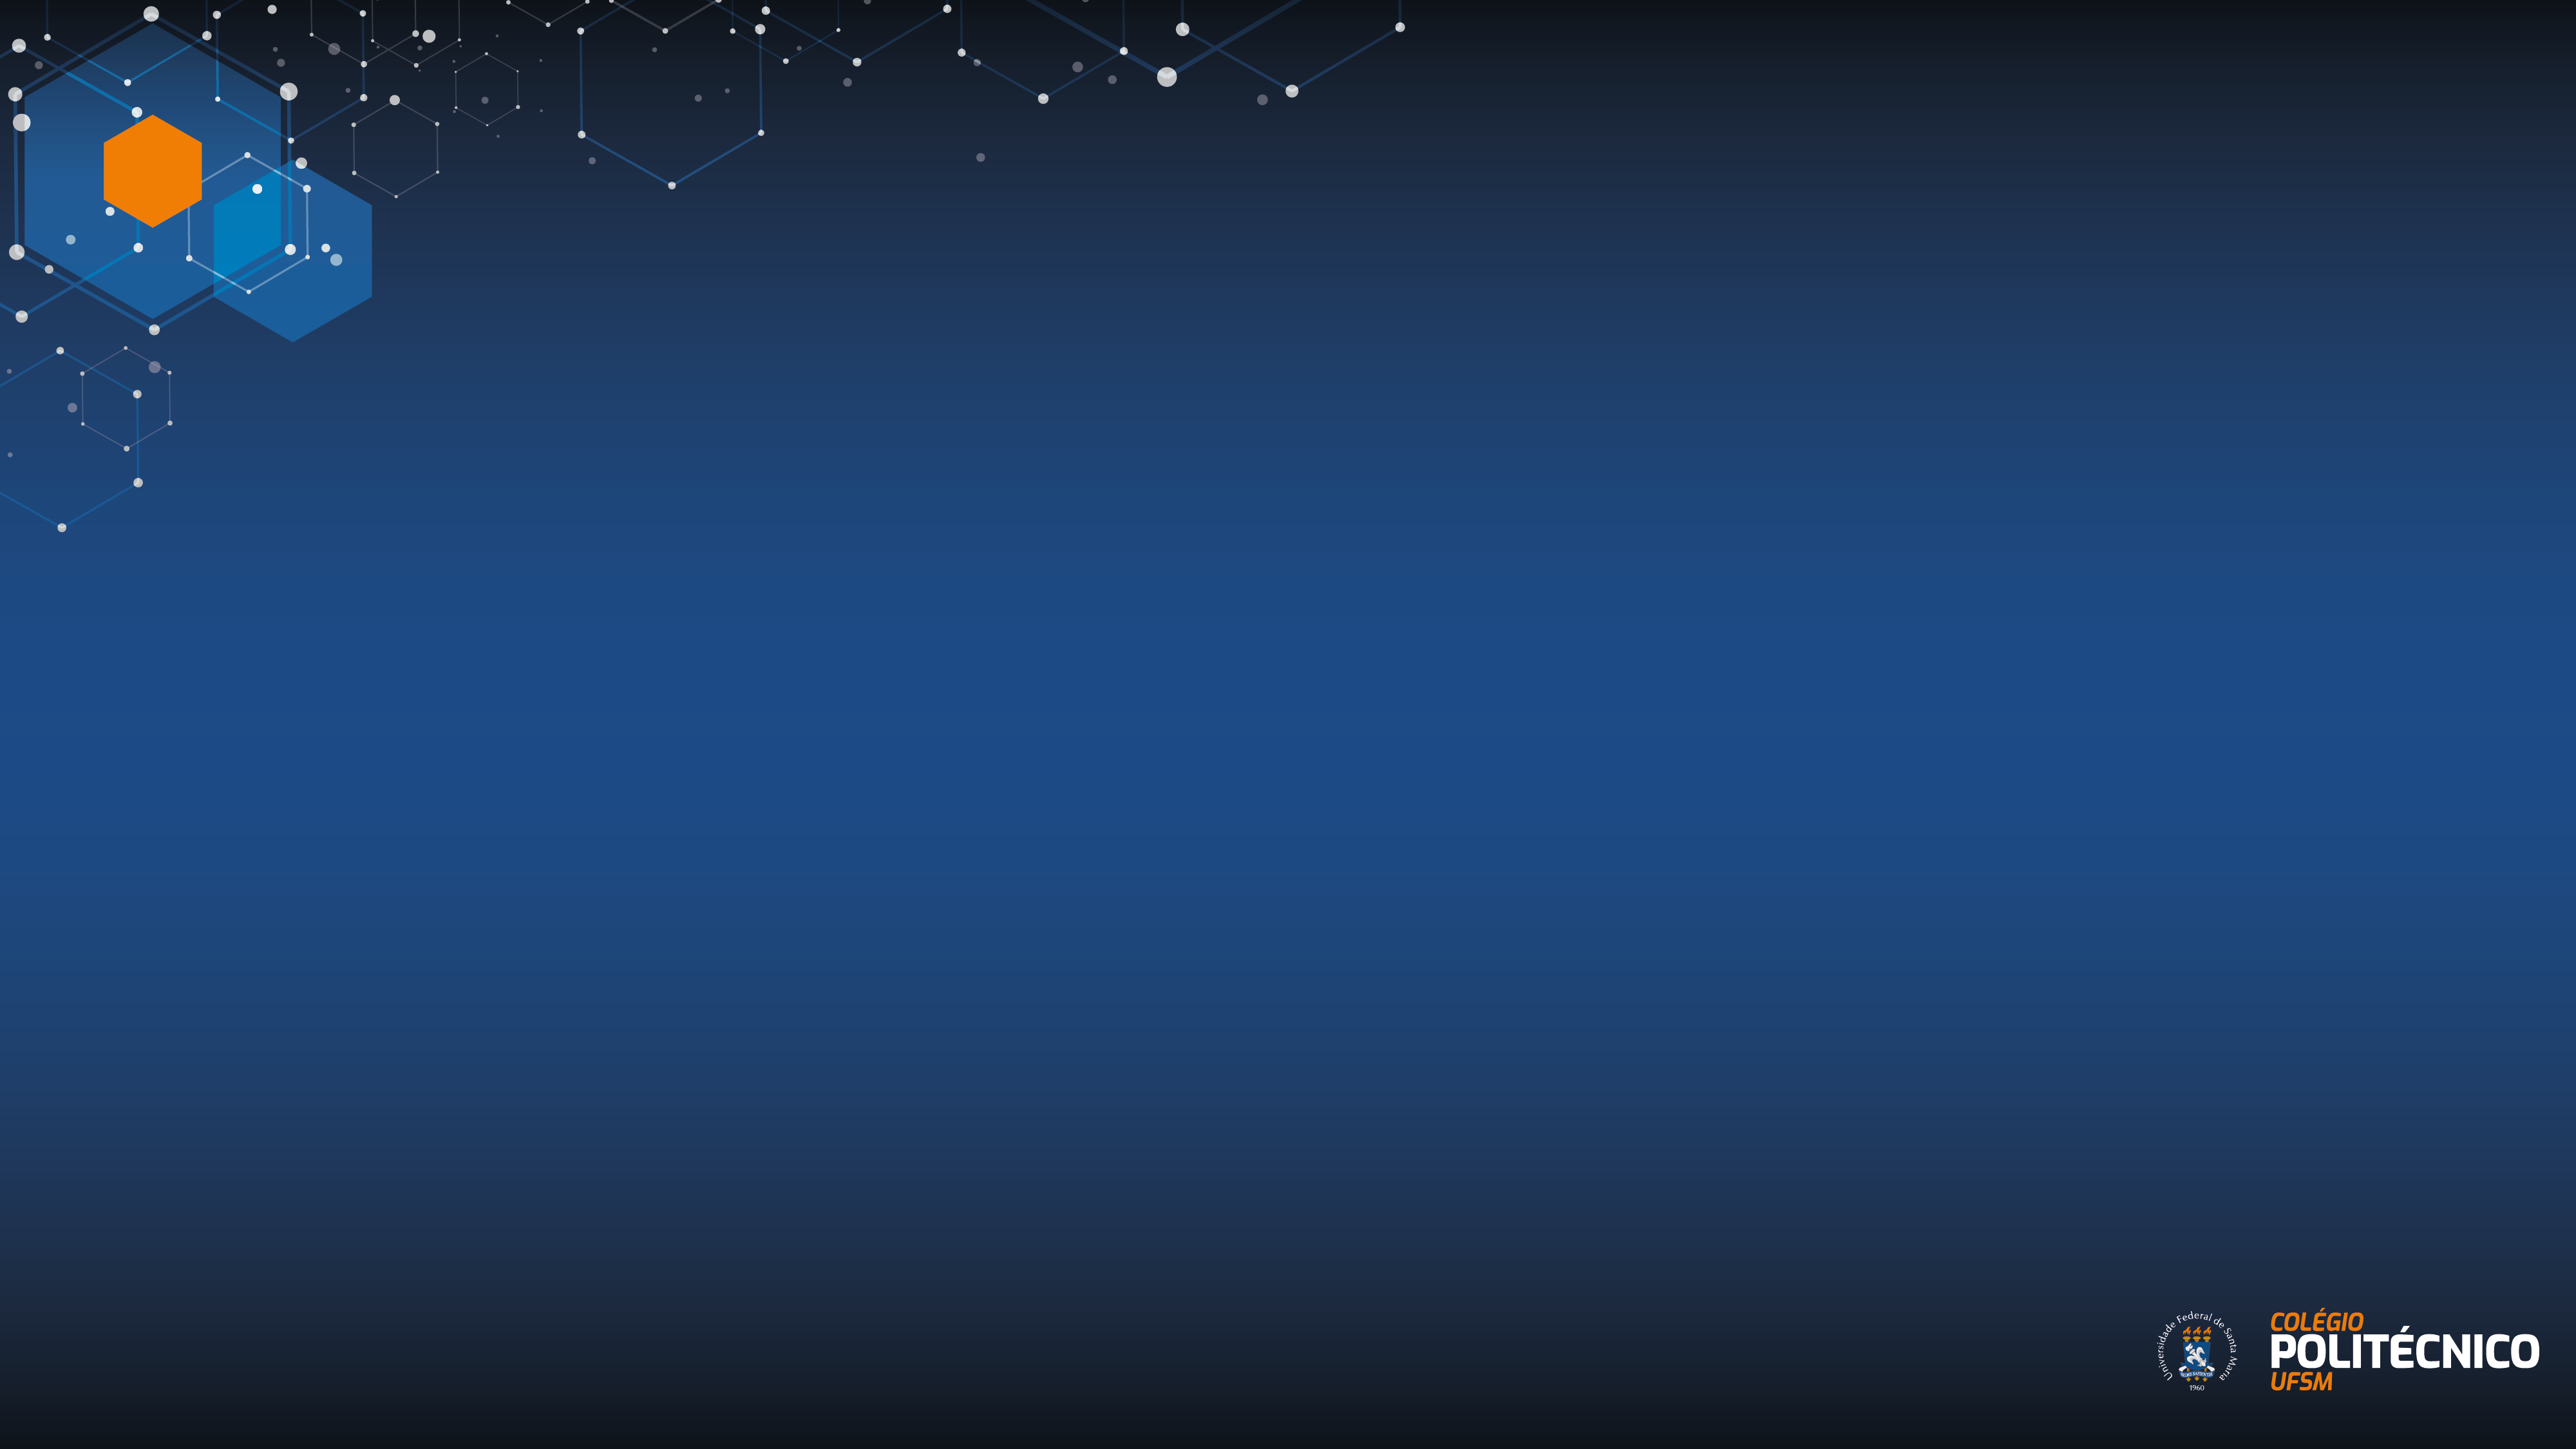 Universidade Federal de Santa Maria
1960
COLÉGIO
POLITÉCNICO
UFSM